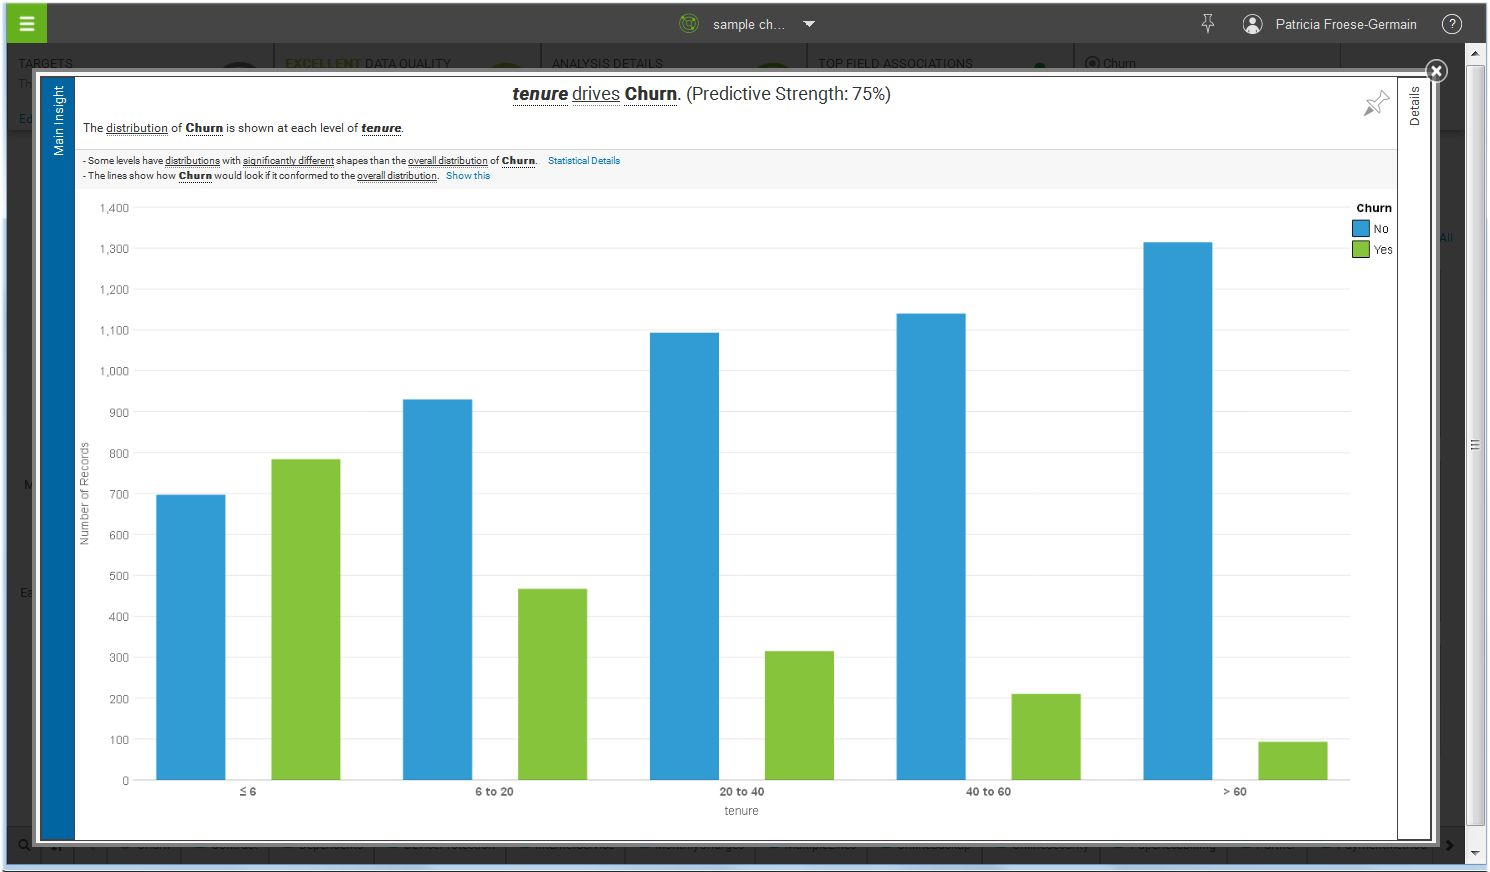 sample ch...
Patricia Froese-Germain
?
TARGETS
EXCELLENT DATA QUALITY
ANALYSIS DETAILS
TOP FIELD ASSOCIATIONS
Churn
Th
Ed
All
M
Ea
Main Insight
Details
tenure drives Churn. (Predictive Strength: 75%)
The distribution of Churn is shown at each level of tenure.
- Some levels have distributions with significantly different shapes than the overall distribution of Churn. Statistical Details
- The lines show how Churn would look if it conformed to the overall distribution. Show this
Churn
No
Yes
Number of Records
1,400
1,300
1,200
1,100
1,000
900
800
700
600
500
400
300
200
100
0
≤ 6
6 to 20
20 to 40
40 to 60
> 60
tenure